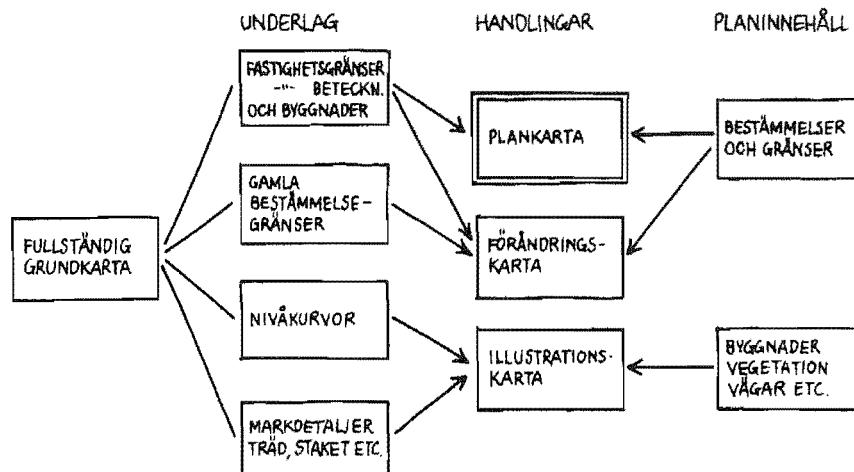 UNDERLAG
HANDLINGAR
PLANINNEHÅLL
FULLSTÄNDIG
GRUNDKARTA
FASTIGHETSGRÄNSER
-"- BETECKN.
OCH BYGGNADER
GAMLA
BESTÄMMELSE-
GRÄNSER
NIVÅKURVOR
MARKDETALJER
TRÄD, STAKET ETC.
PLANKARTA
FÖRÄNDRINGS-
KARTA
ILLUSTRATIONS-
KARTA
BESTÄMMELSER
OCH GRÄNSER
BYGGNADER
VEGETATION
VÄGAR ETC.